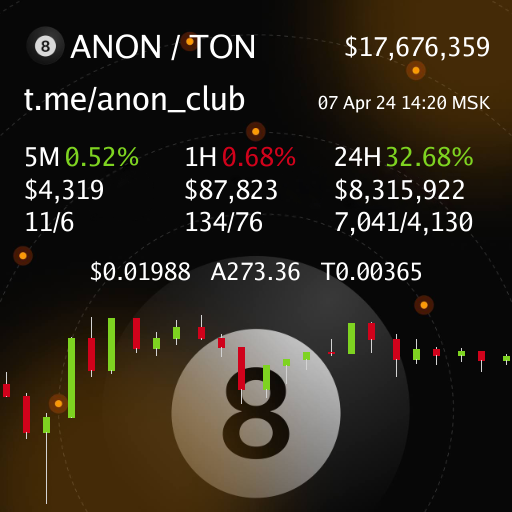 8 ANON / TON $17,676,359
t.me/anon_club 07 Apr 24 14:20 MSK
5M 0.52% 1H 0.68% 24H 32.68%
$4,319 $87,823 $8,315,922
11/6 134/76 7,041/4,130
$0.01988 A273.36 T0.00365
8